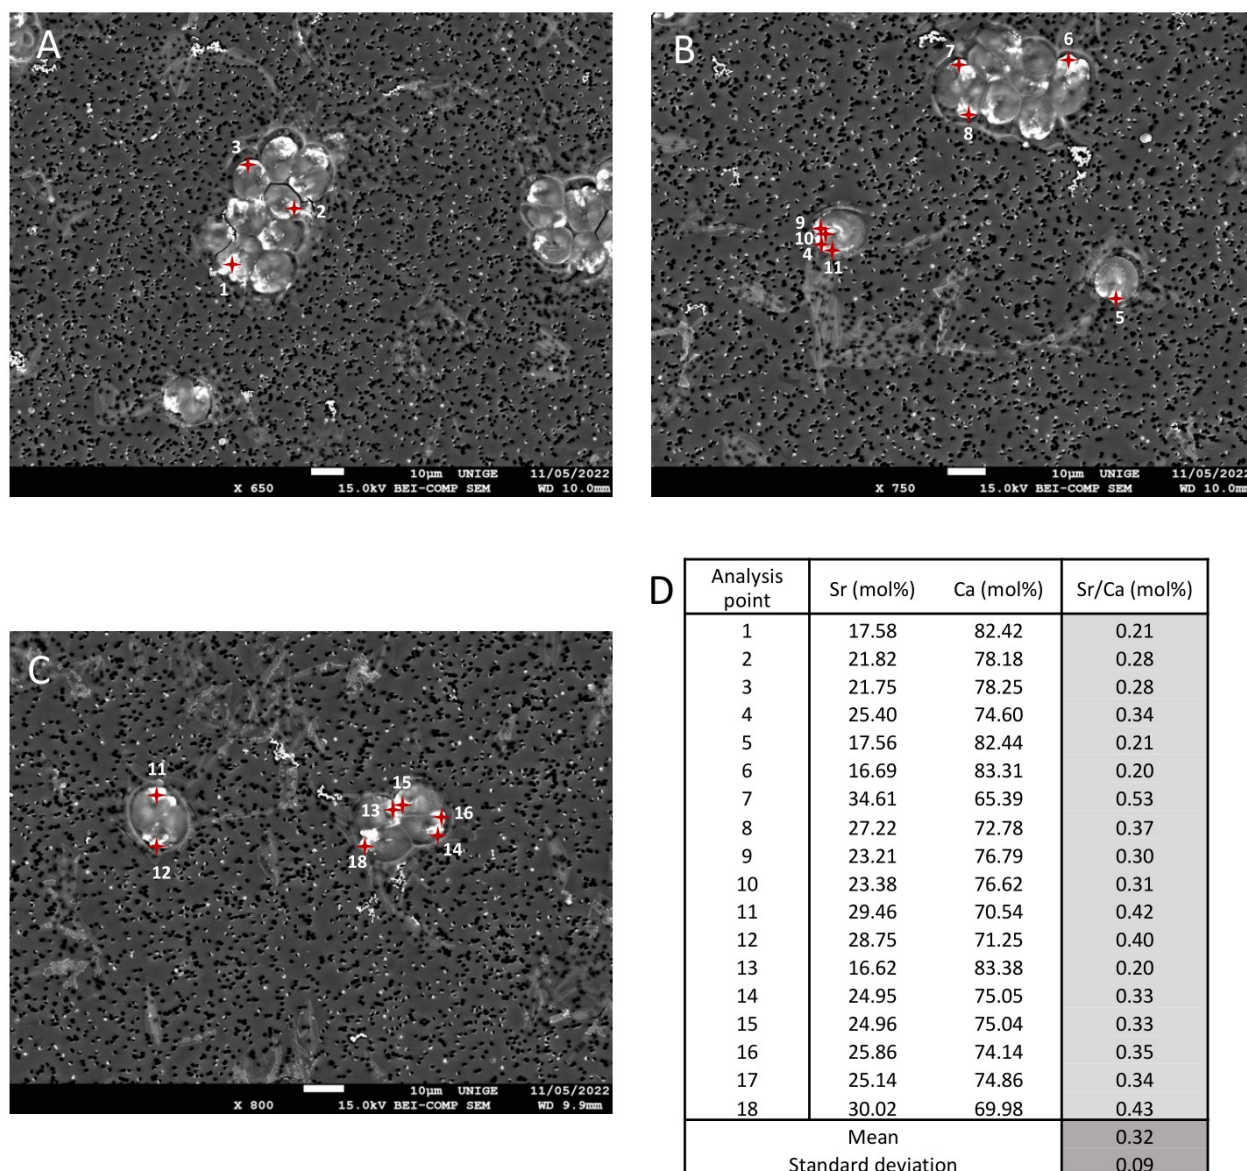 A
3
2
1
10µm UNIGE 11/05/2022
X 650 15.0kV BEI-COMP SEM WD 10.0mm
B
7
6
8
9
10
4
11
5
10µm UNIGE 11/05/2022
X 750 15.0kV BEI-COMP SEM WD 10.0mm
C
11
12
15
13
16
14
18
10µm UNIGE 11/05/2022
X 800 15.0kV BEI-COMP SEM WD 9.9mm
D
Analysis point Sr (mol%) Ca (mol%) Sr/Ca (mol%)
1 17.58 82.42 0.21
2 21.82 78.18 0.28
3 21.75 78.25 0.28
4 25.40 74.60 0.34
5 17.56 82.44 0.21
6 16.69 83.31 0.20
7 34.61 65.39 0.53
8 27.22 72.78 0.37
9 23.21 76.79 0.30
10 23.38 76.62 0.31
11 29.46 70.54 0.42
12 28.75 71.25 0.40
13 16.62 83.38 0.20
14 24.95 75.05 0.33
15 24.96 75.04 0.33
16 25.86 74.14 0.35
17 25.14 74.86 0.34
18 30.02 69.98 0.43
Mean 0.32
Standard deviation 0.09